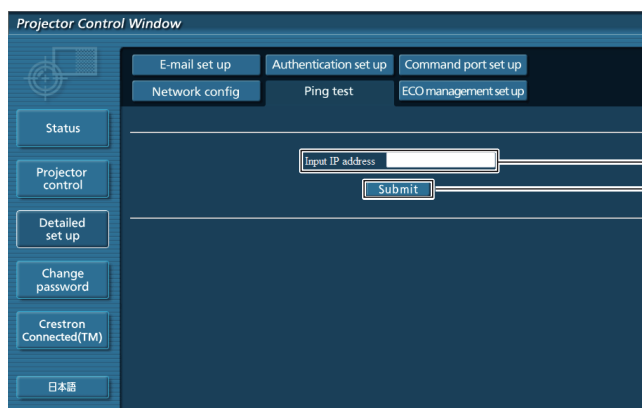 Projector Control Window
E-mail set up
Authentication set up
Command port set up
Network config
Ping test
ECO management set up
Status
Projector
control
Detailed
set up
Change
password
Crestron
Connected(TM)
日本語
Input IP address
Submit